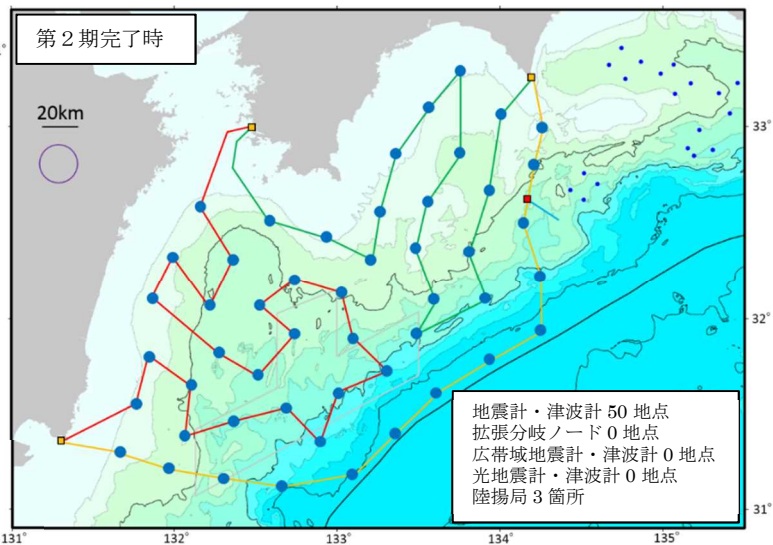 第２期完了時
20km
33°
32°
31°
131°
132°
133°
134°
135°
地震計・津波計 50 地点
拡張分岐ノード 0 地点
広帯域地震計・津波計 0 地点
光地震計・津波計 0 地点
陸揚局 3 箇所